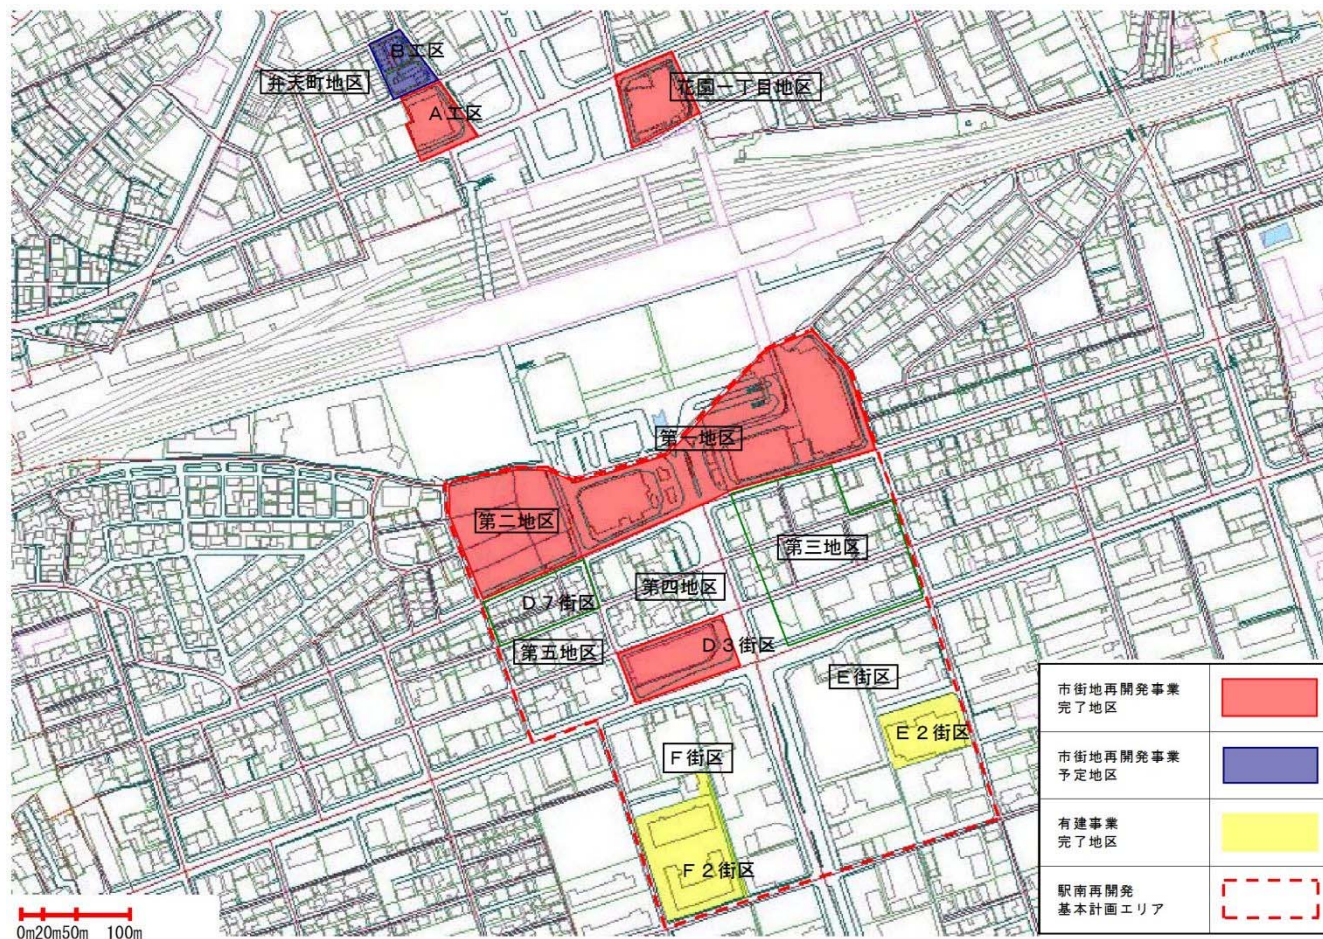 B工区
弁天町地区
A工区
花園一丁目地区
第一地区
第二地区
第三地区
第四地区
D7街区
第五地区
D3街区
E街区
E2街区
F街区
F2街区
市街地再開発事業
完了地区
市街地再開発事業
予定地区
有建事業
完了地区
駅南再開発
基本計画エリア
0m20m50m 100m